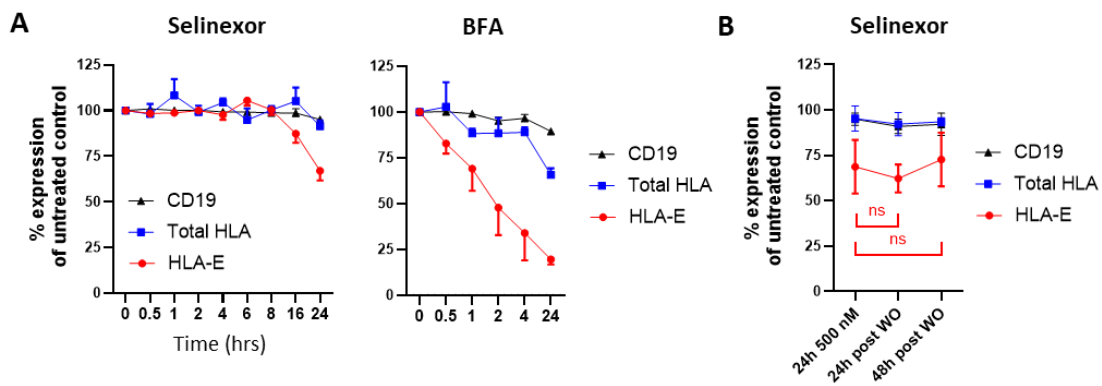 A
Selinexor
BFA
B
Selinexor
% expression
of untreated control
125
100
75
50
25
0
CD19
Total HLA
HLA-E
0 0.5 1 2 4 6 8 16 24
Time (hrs)
125
100
75
50
25
0
0 0.5 1 2 4 24
CD19
Total HLA
HLA-E
% expression
of untreated control
125
100
75
50
25
0
ns
ns
24h 500 nM
24h post WO
48h post WO
CD19
Total HLA
HLA-E